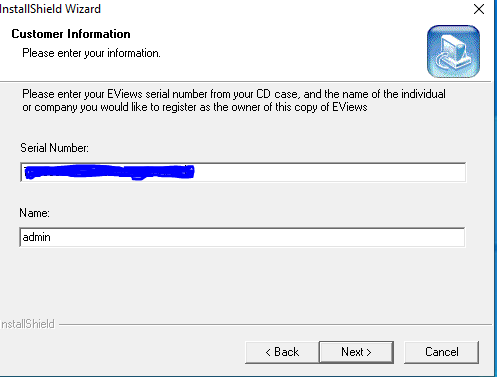 InstallShield Wizard
Customer Information
Please enter your information.
Please enter your EViews serial number from your CD case, and the name of the individual
or company you would like to register as the owner of this copy of EViews
Serial Number:
Name:
admin
InstallShield
< Back
Next >
Cancel